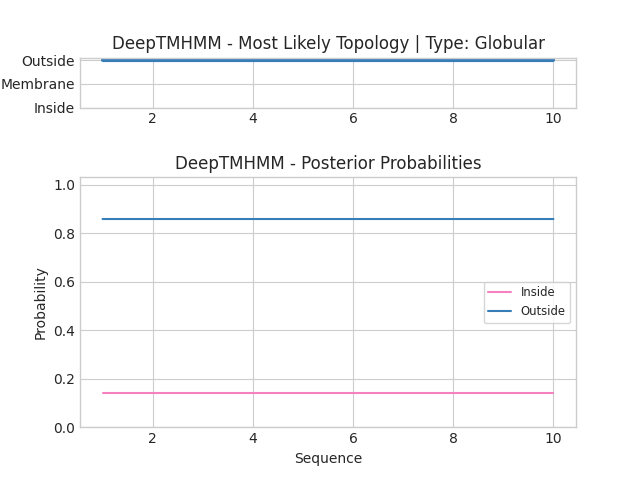 DeepTMHMM - Most Likely Topology | Type: Globular
Outside
Membrane
Inside
2 4 6 8 10
DeepTMHMM - Posterior Probabilities
1.0
0.8
0.6
0.4
0.2
0.0
Probability
Inside
Outside
2 4 6 8 10
Sequence